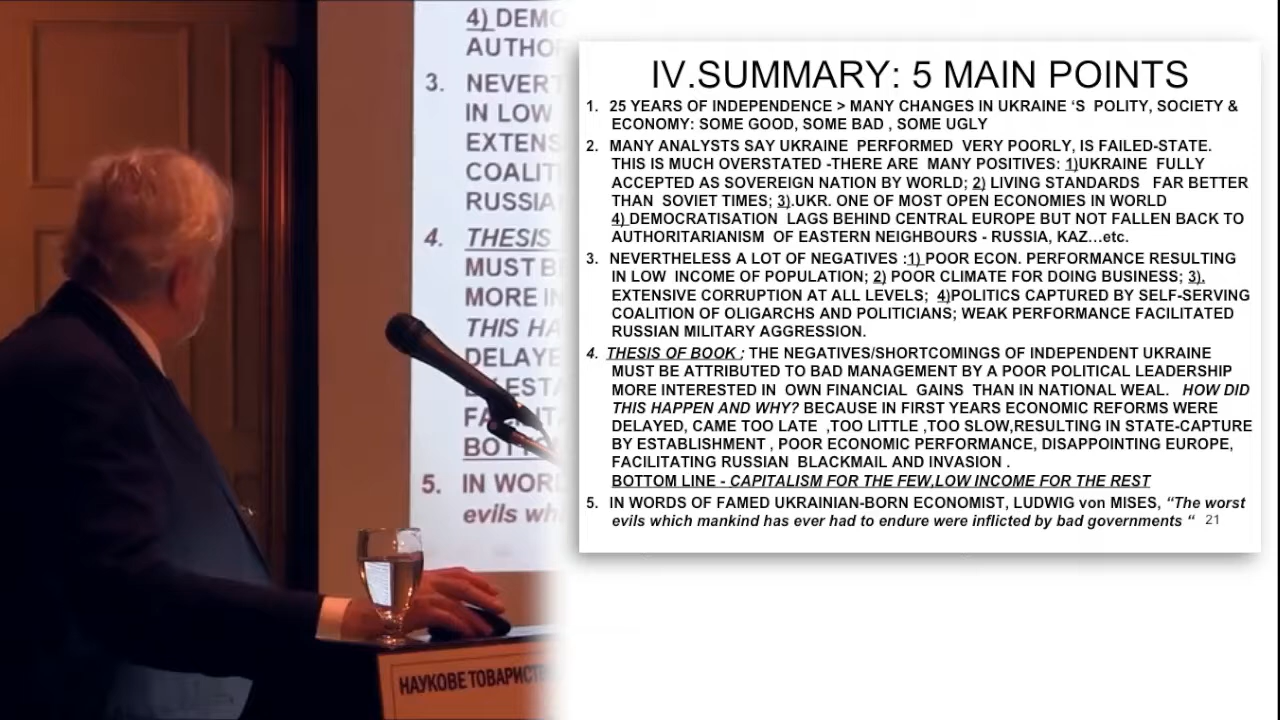 4) DEMO
AUTHO
3. NEVERT
IN LOW
EXTENS
COALIT
RUSSIA
4. THESIS
MUST B
MORE IN
THIS HA
DELAYE
BY ESTA
FACILITA
BOTTOM
5. IN WORD
evils wh
НАУКОВЕ ТОВАРИСТВ
IV.SUMMARY: 5 MAIN POINTS
1. 25 YEARS OF INDEPENDENCE > MANY CHANGES IN UKRAINE ‘S POLITY, SOCIETY &
ECONOMY: SOME GOOD, SOME BAD , SOME UGLY
2. MANY ANALYSTS SAY UKRAINE PERFORMED VERY POORLY, IS FAILED-STATE.
THIS IS MUCH OVERSTATED -THERE ARE MANY POSITIVES: 1)UKRAINE FULLY
ACCEPTED AS SOVEREIGN NATION BY WORLD; 2) LIVING STANDARDS FAR BETTER
THAN SOVIET TIMES; 3).UKR. ONE OF MOST OPEN ECONOMIES IN WORLD
4) DEMOCRATISATION LAGS BEHIND CENTRAL EUROPE BUT NOT FALLEN BACK TO
AUTHORITARIANISM OF EASTERN NEIGHBOURS - RUSSIA, KAZ…etc.
3. NEVERTHELESS A LOT OF NEGATIVES :1) POOR ECON. PERFORMANCE RESULTING
IN LOW INCOME OF POPULATION; 2) POOR CLIMATE FOR DOING BUSINESS; 3).
EXTENSIVE CORRUPTION AT ALL LEVELS; 4)POLITICS CAPTURED BY SELF-SERVING
COALITION OF OLIGARCHS AND POLITICIANS; WEAK PERFORMANCE FACILITATED
RUSSIAN MILITARY AGGRESSION.
4. THESIS OF BOOK : THE NEGATIVES/SHORTCOMINGS OF INDEPENDENT UKRAINE
MUST BE ATTRIBUTED TO BAD MANAGEMENT BY A POOR POLITICAL LEADERSHIP
MORE INTERESTED IN OWN FINANCIAL GAINS THAN IN NATIONAL WEAL. HOW DID
THIS HAPPEN AND WHY? BECAUSE IN FIRST YEARS ECONOMIC REFORMS WERE
DELAYED, CAME TOO LATE ,TOO LITTLE ,TOO SLOW,RESULTING IN STATE-CAPTURE
BY ESTABLISHMENT , POOR ECONOMIC PERFORMANCE, DISAPPOINTING EUROPE,
FACILITATING RUSSIAN BLACKMAIL AND INVASION .
BOTTOM LINE - CAPITALISM FOR THE FEW,LOW INCOME FOR THE REST
5. IN WORDS OF FAMED UKRAINIAN-BORN ECONOMIST, LUDWIG von MISES, “The worst
evils which mankind has ever had to endure were inflicted by bad governments “ 21